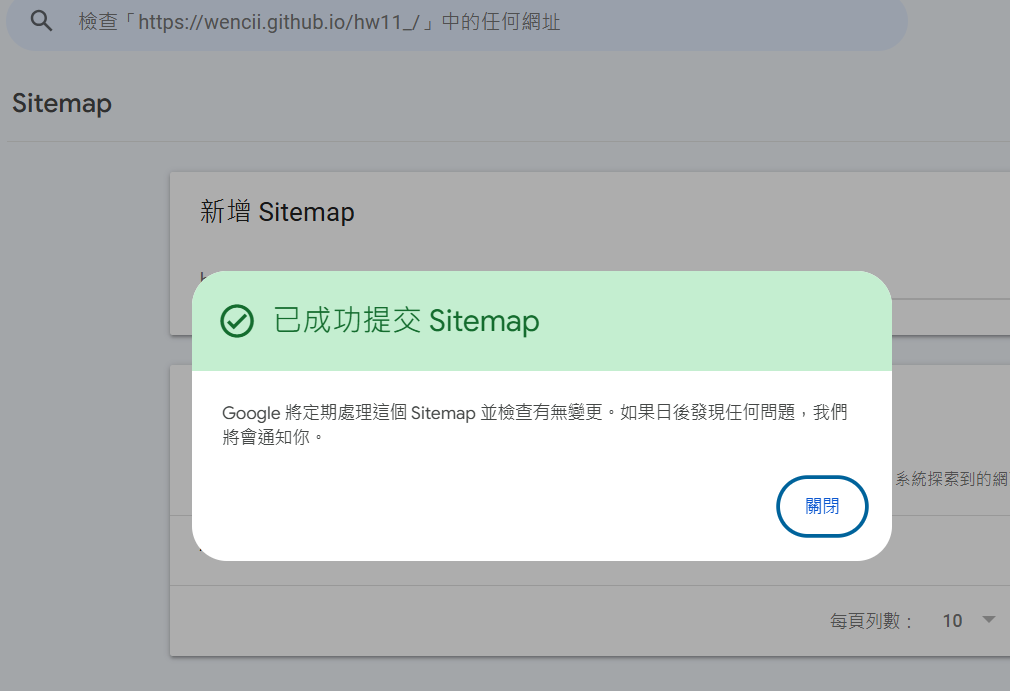 檢查「https://wencii.github.io/hw11_/」中的任何網址
Sitemap
新增 Sitemap
已成功提交 Sitemap
Google 將定期處理這個 Sitemap 並檢查有無變更。如果日後發現任何問題，我們
將會通知你。
系統探索到的網
關閉
每頁列數： 10